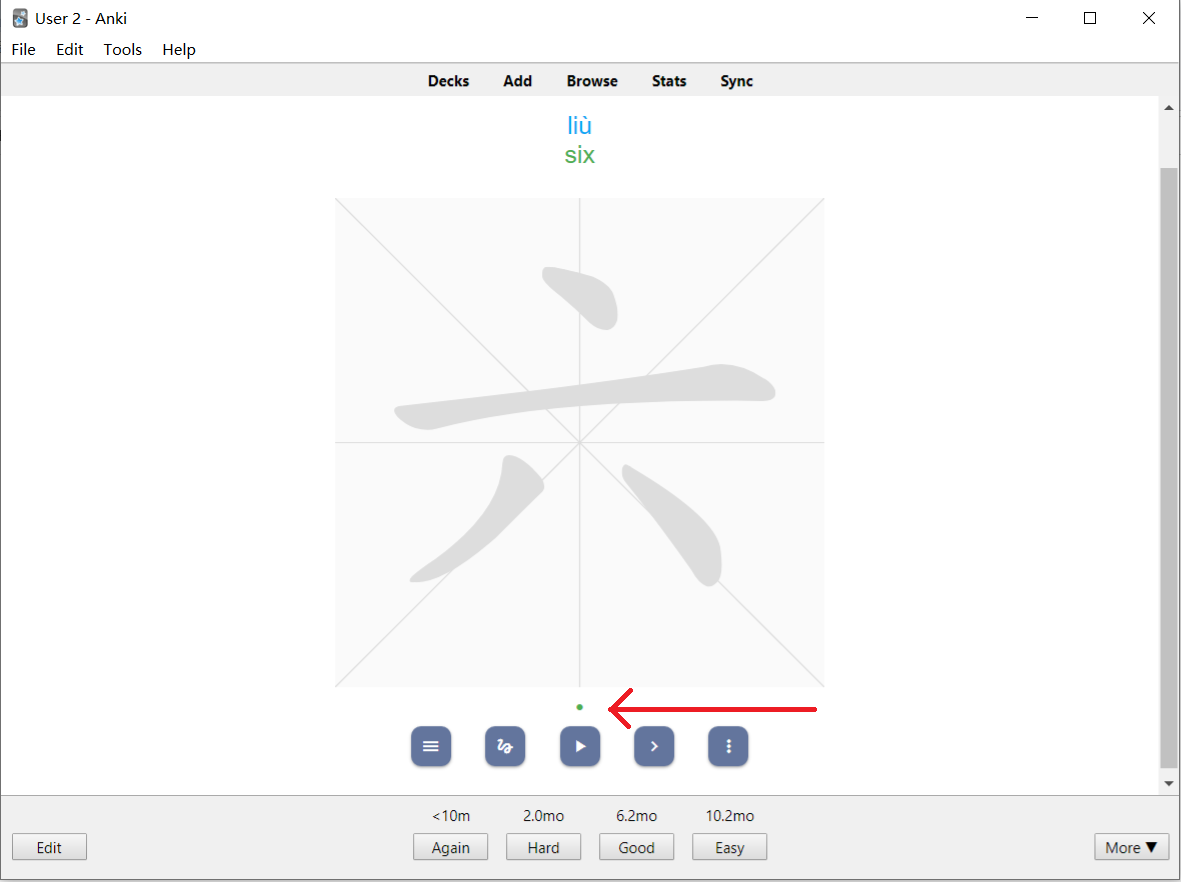 User 2 - Anki
File Edit Tools Help
Decks Add Browse Stats Sync
liù
six
六
<10m 2.0mo 6.2mo 10.2mo
Edit Again Hard Good Easy More ▼